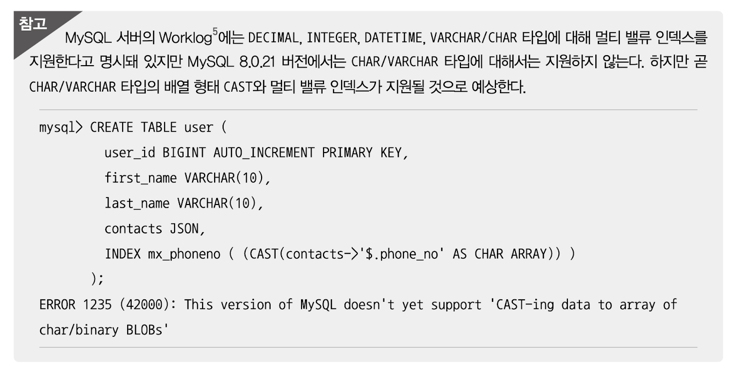 참고
MySQL 서버의 Worklog5에는 DECIMAL, INTEGER, DATETIME, VARCHAR/CHAR 타입에 대해 멀티 밸류 인덱스를
지원한다고 명시돼 있지만 MySQL 8.0.21 버전에서는 CHAR/VARCHAR 타입에 대해서는 지원하지 않는다. 하지만 곧
CHAR/VARCHAR 타입의 배열 형태 CAST와 멀티 밸류 인덱스가 지원될 것으로 예상한다.
mysql> CREATE TABLE user (
user_id BIGINT AUTO_INCREMENT PRIMARY KEY,
first_name VARCHAR(10),
last_name VARCHAR(10),
contacts JSON,
INDEX mx_phoneno ( (CAST(contacts->'$.phone_no' AS CHAR ARRAY)) )
);
ERROR 1235 (42000): This version of MySQL doesn't yet support 'CAST-ing data to array of
char/binary BLOBs'